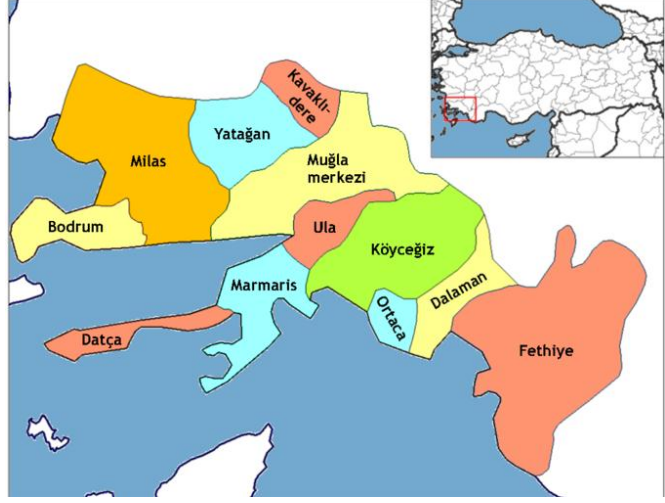 Kavaklı-
dere
Yatağan
Milas
Muğla
merkezi
Bodrum
Ula
Köyceğiz
Marmaris
Dalaman
Ortaca
Datça
Fethiye